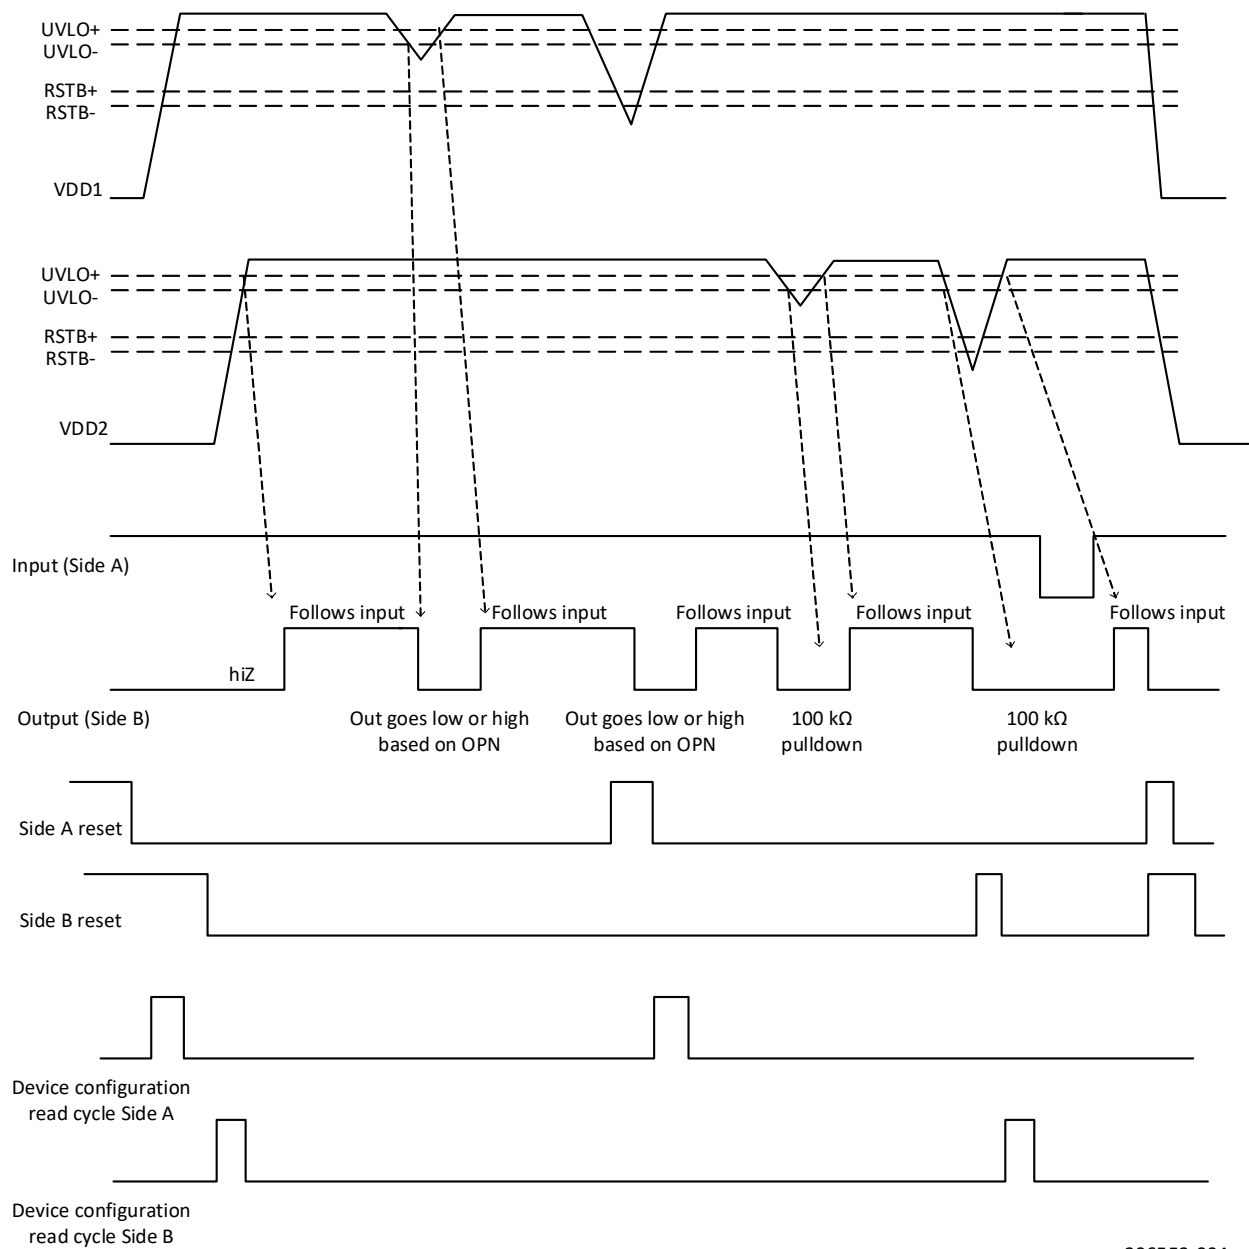 UVLO+
UVLO-
RSTB+
RSTB-
VDD1
UVLO+
UVLO-
RSTB+
RSTB-
VDD2
Input (Side A)
Follows input
Follows input
Follows input
Follows input
Follows input
hiZ
Output (Side B)
Out goes low or high
based on OPN
Out goes low or high
based on OPN
100 kΩ
pulldown
100 kΩ
pulldown
Side A reset
Side B reset
Device configuration
read cycle Side A
Device configuration
read cycle Side B